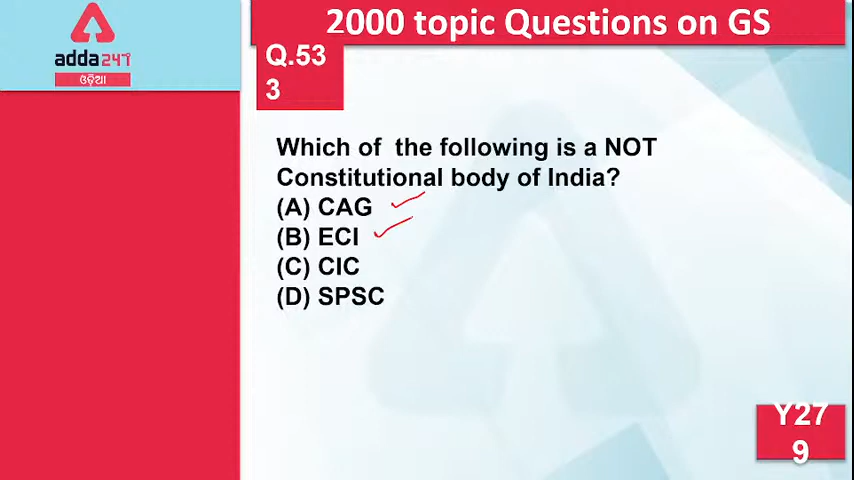 adda247
ଓଡ଼ିଆ
2000 topic Questions on GS
Q.53
3
Which of the following is a NOT
Constitutional body of India?
(A) CAG
(B) ECI
(C) CIC
(D) SPSC
Y27
9